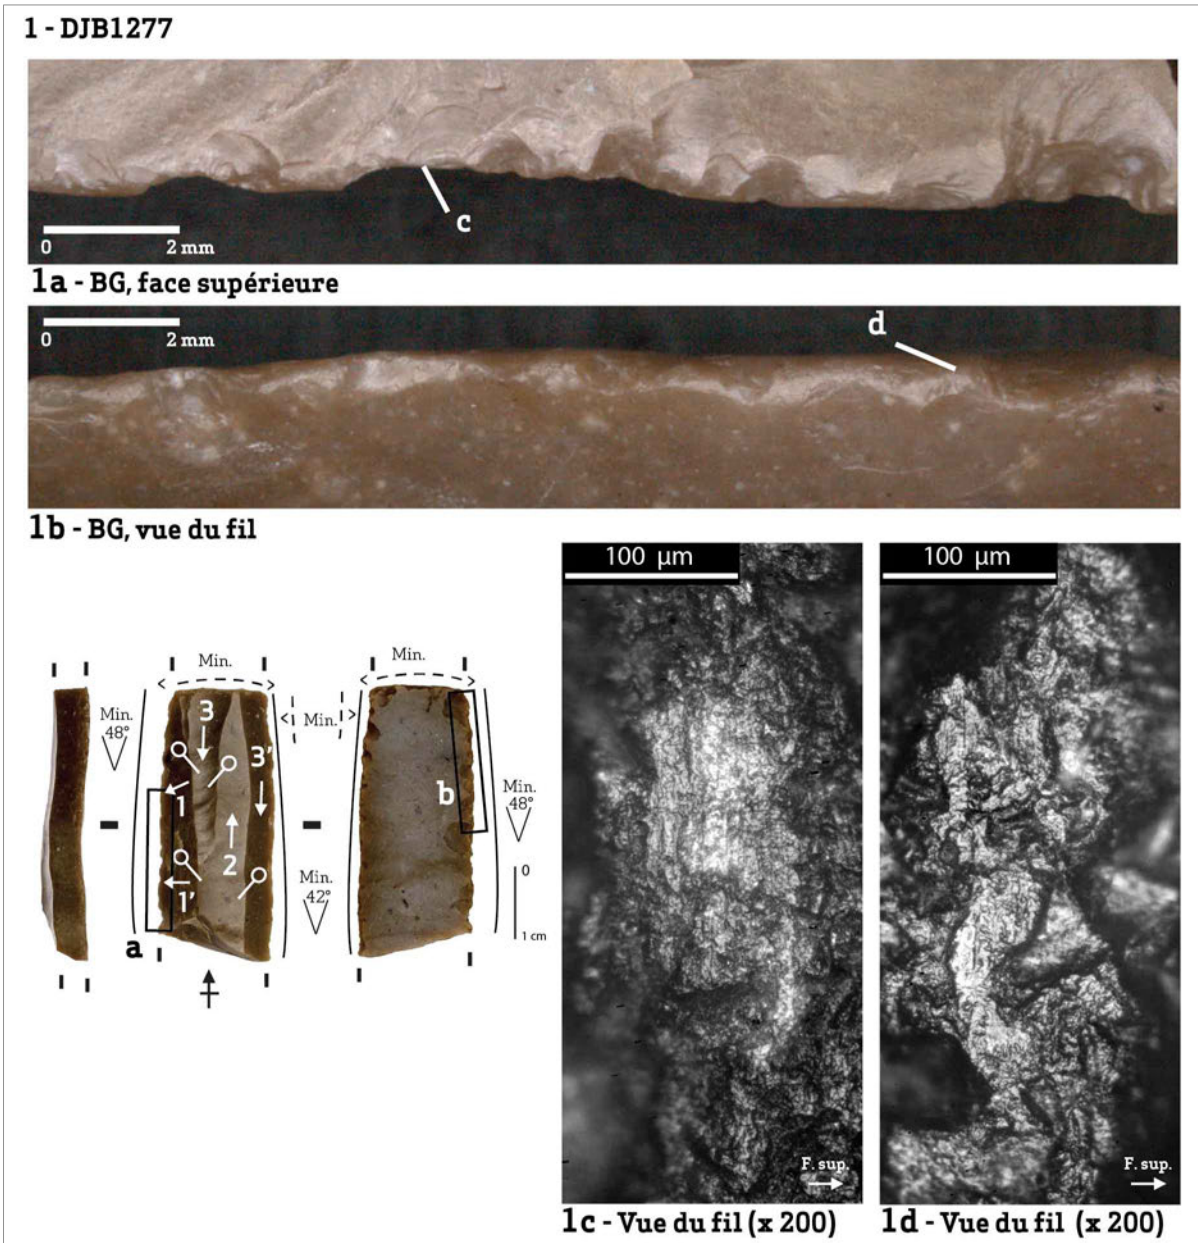 1 - DJB1277
c
0 2 mm
1a - BG, face supérieure
d
0 2 mm
1b - BG, vue du fil
100 µm
100 µm
Min.
Min.
Min.
48°
3
Min.
3'
1
b
Min.
48°
2
1'
Min.
42°
0
1 cm
a
F. sup.
F. sup.
1c - Vue du fil (x 200)
1d - Vue du fil (x 200)